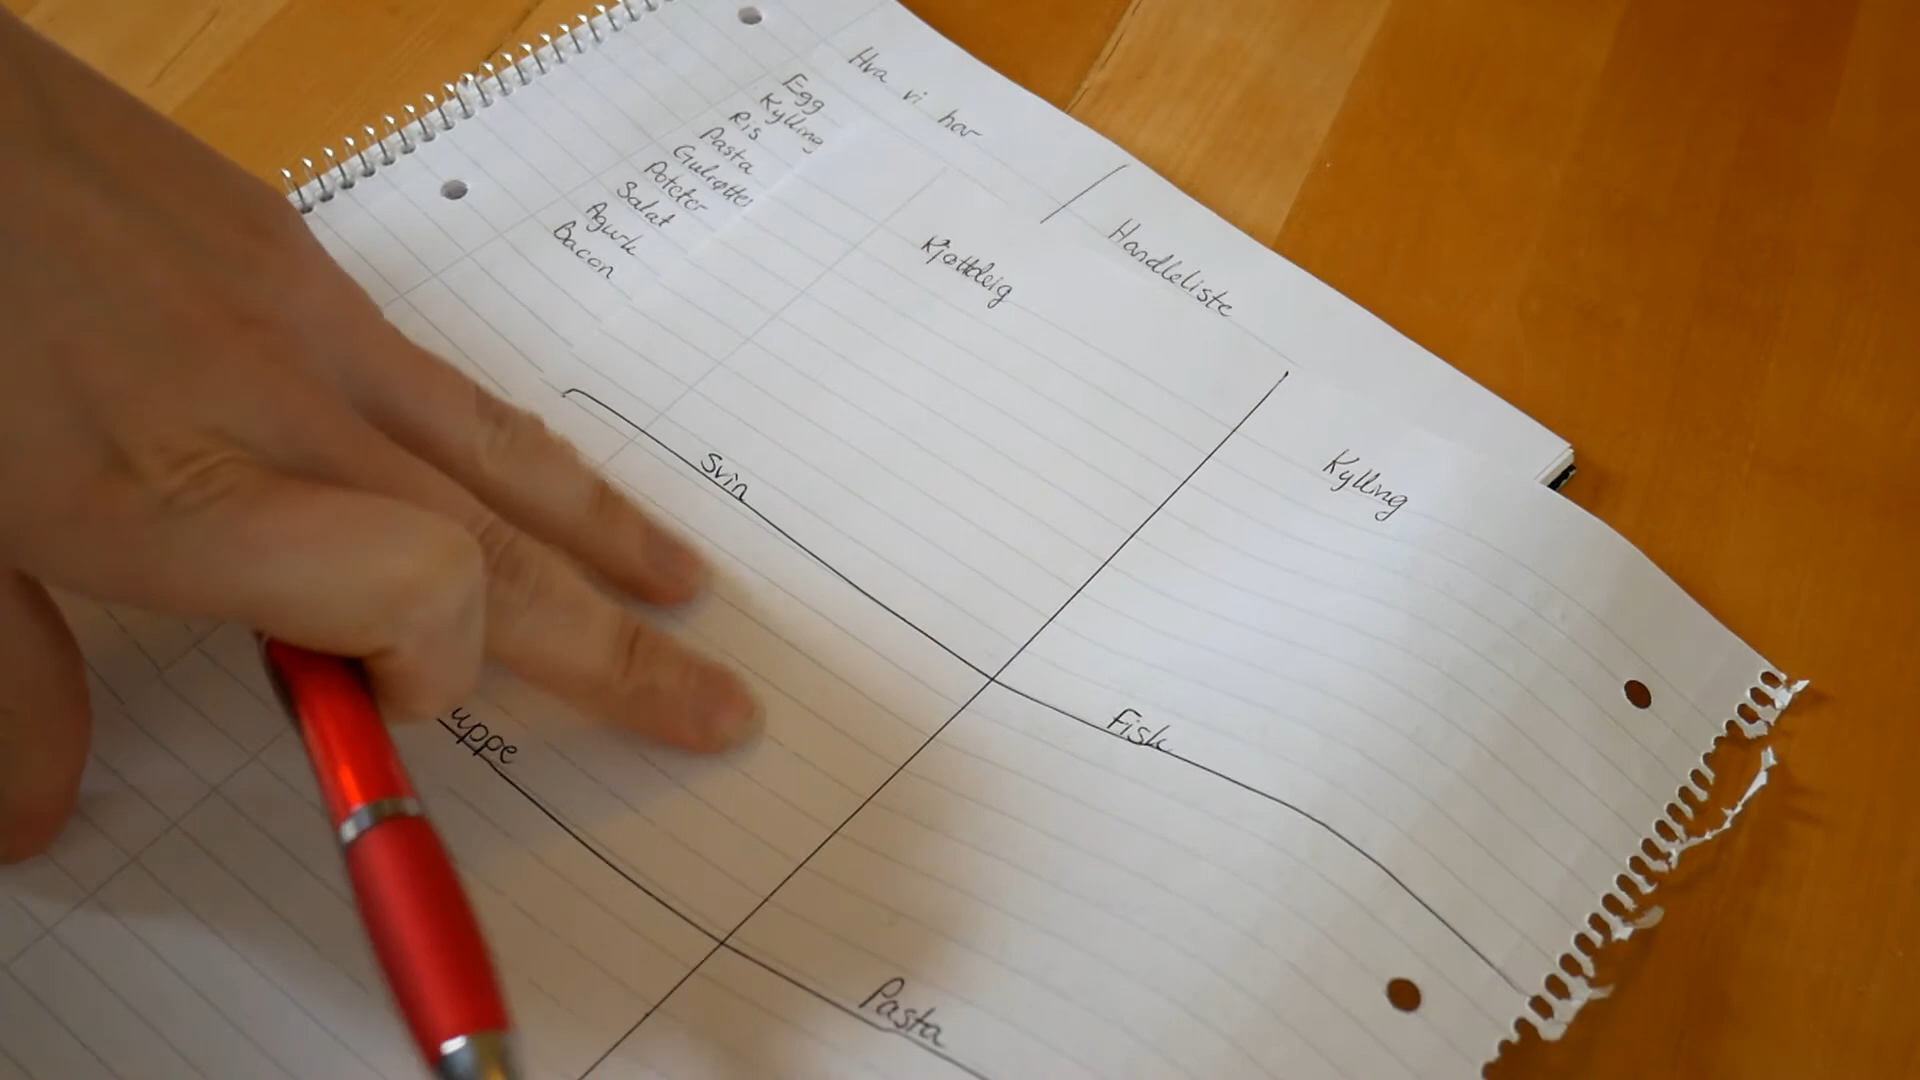 Hva vi har
Egg
Kylling
Ris
Pasta
Gulrøtter
Poteter
Salat
Agurk
Bacon
Handleliste
Kjøttdeig
Kylling
Svin
Fisk
uppe
Pasta